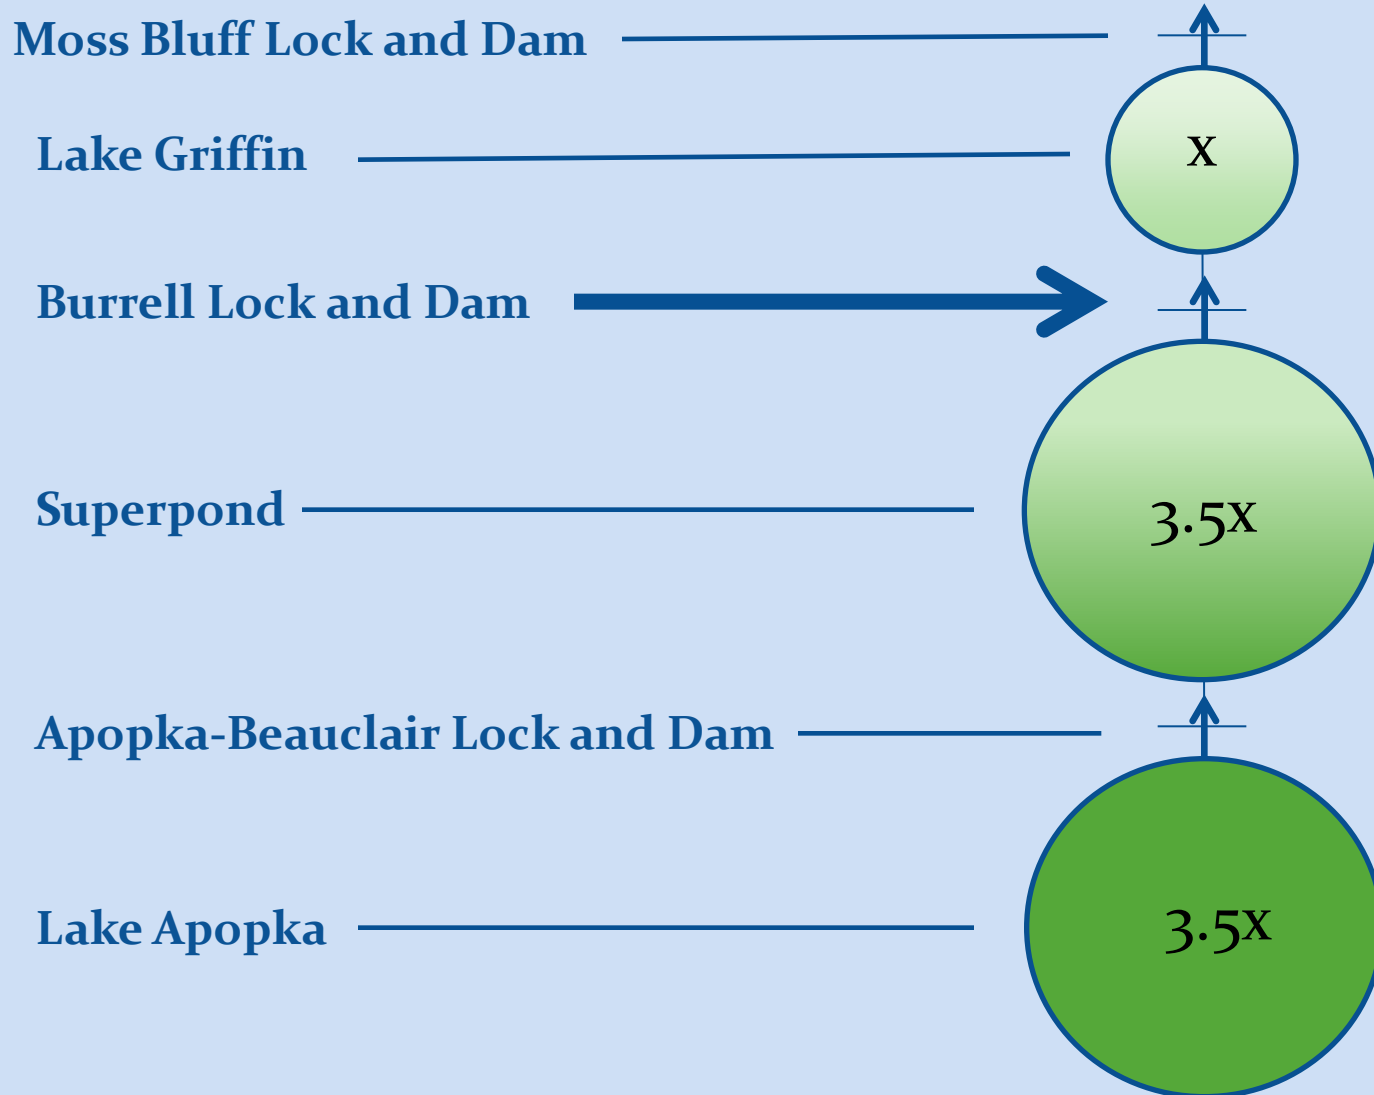 Moss Bluff Lock and Dam
x
Lake Griffin
Burrell Lock and Dam
Superpond
3.5x
Apopka-Beauclair Lock and Dam
Lake Apopka
3.5x